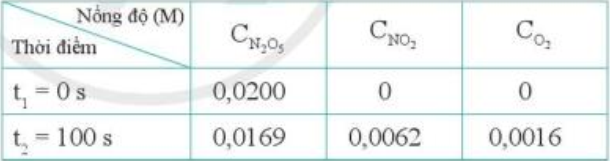 Nồng độ (M)
Thời điểm
C_{N₂O₅} C_{NO₂} C_{O₂}
t₁ = 0 s 0,0200 0 0
t₂ = 100 s 0,0169 0,0062 0,0016